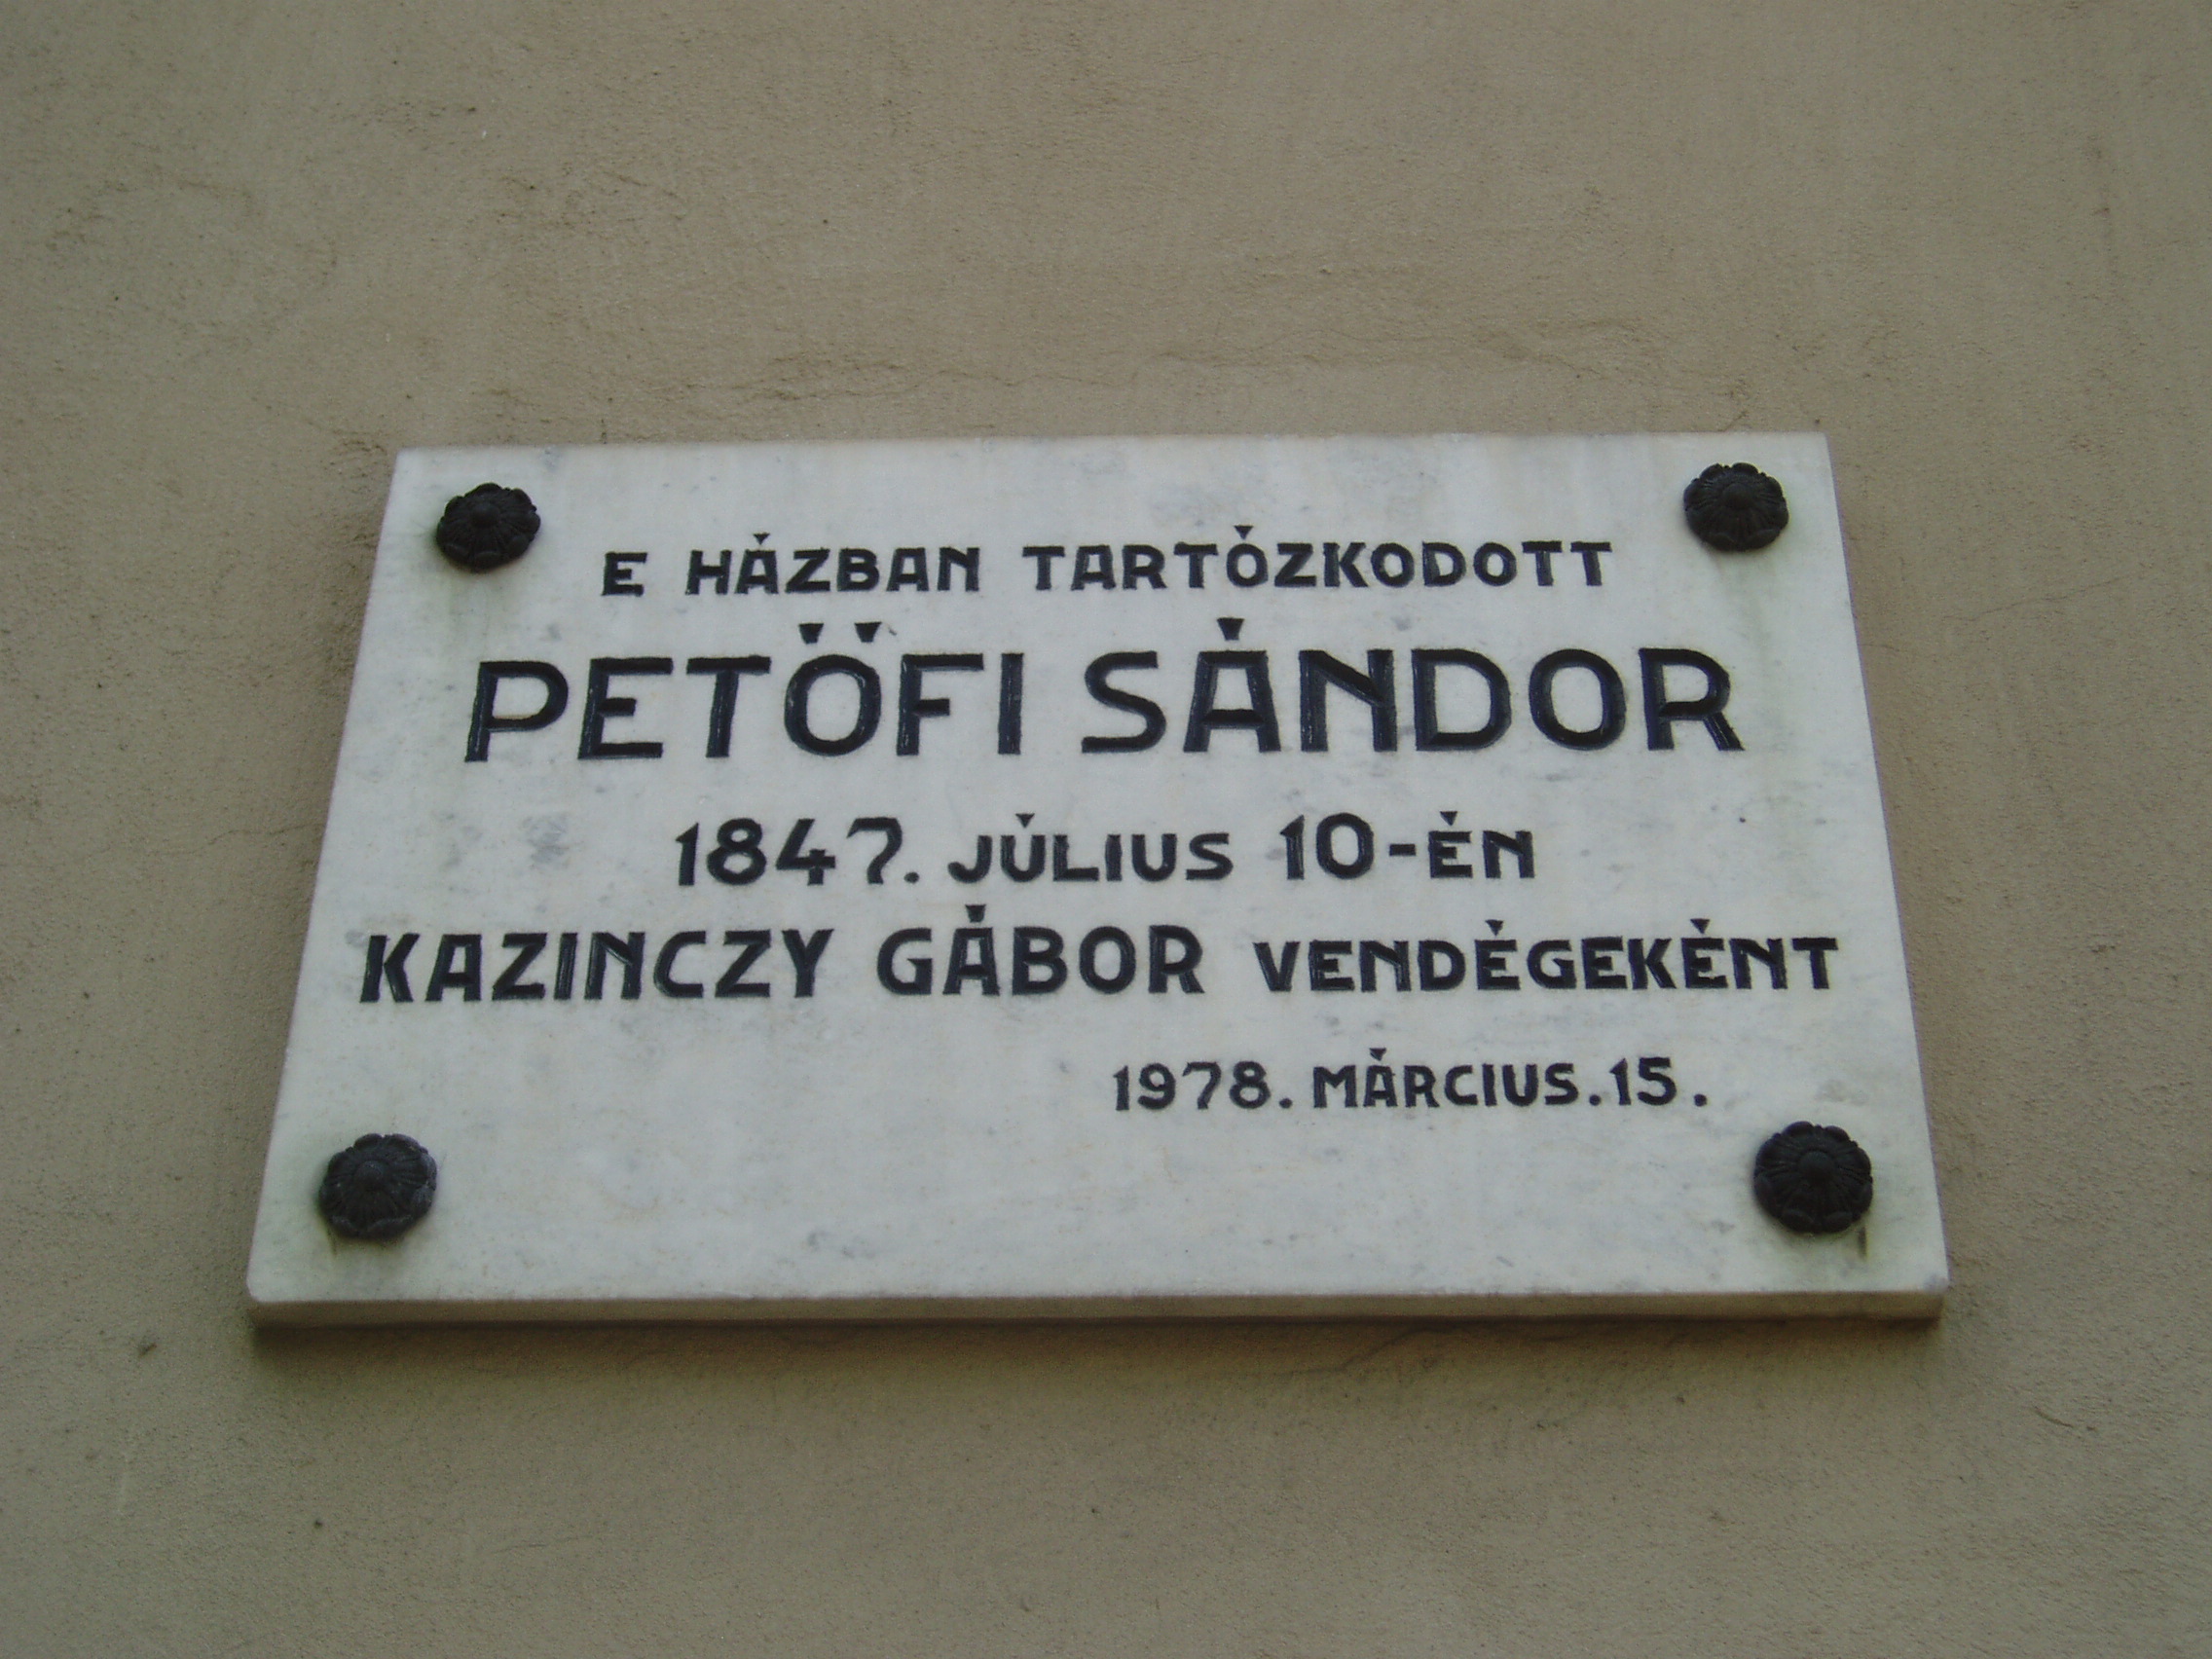 E HÁZBAN TARTÓZKODOTT
PETŐFI SÁNDOR
1847. JÚLIUS 10-ÉN
KAZINCZY GÁBOR VENDÉGEKÉNT
1978. MÁRCIUS.15.